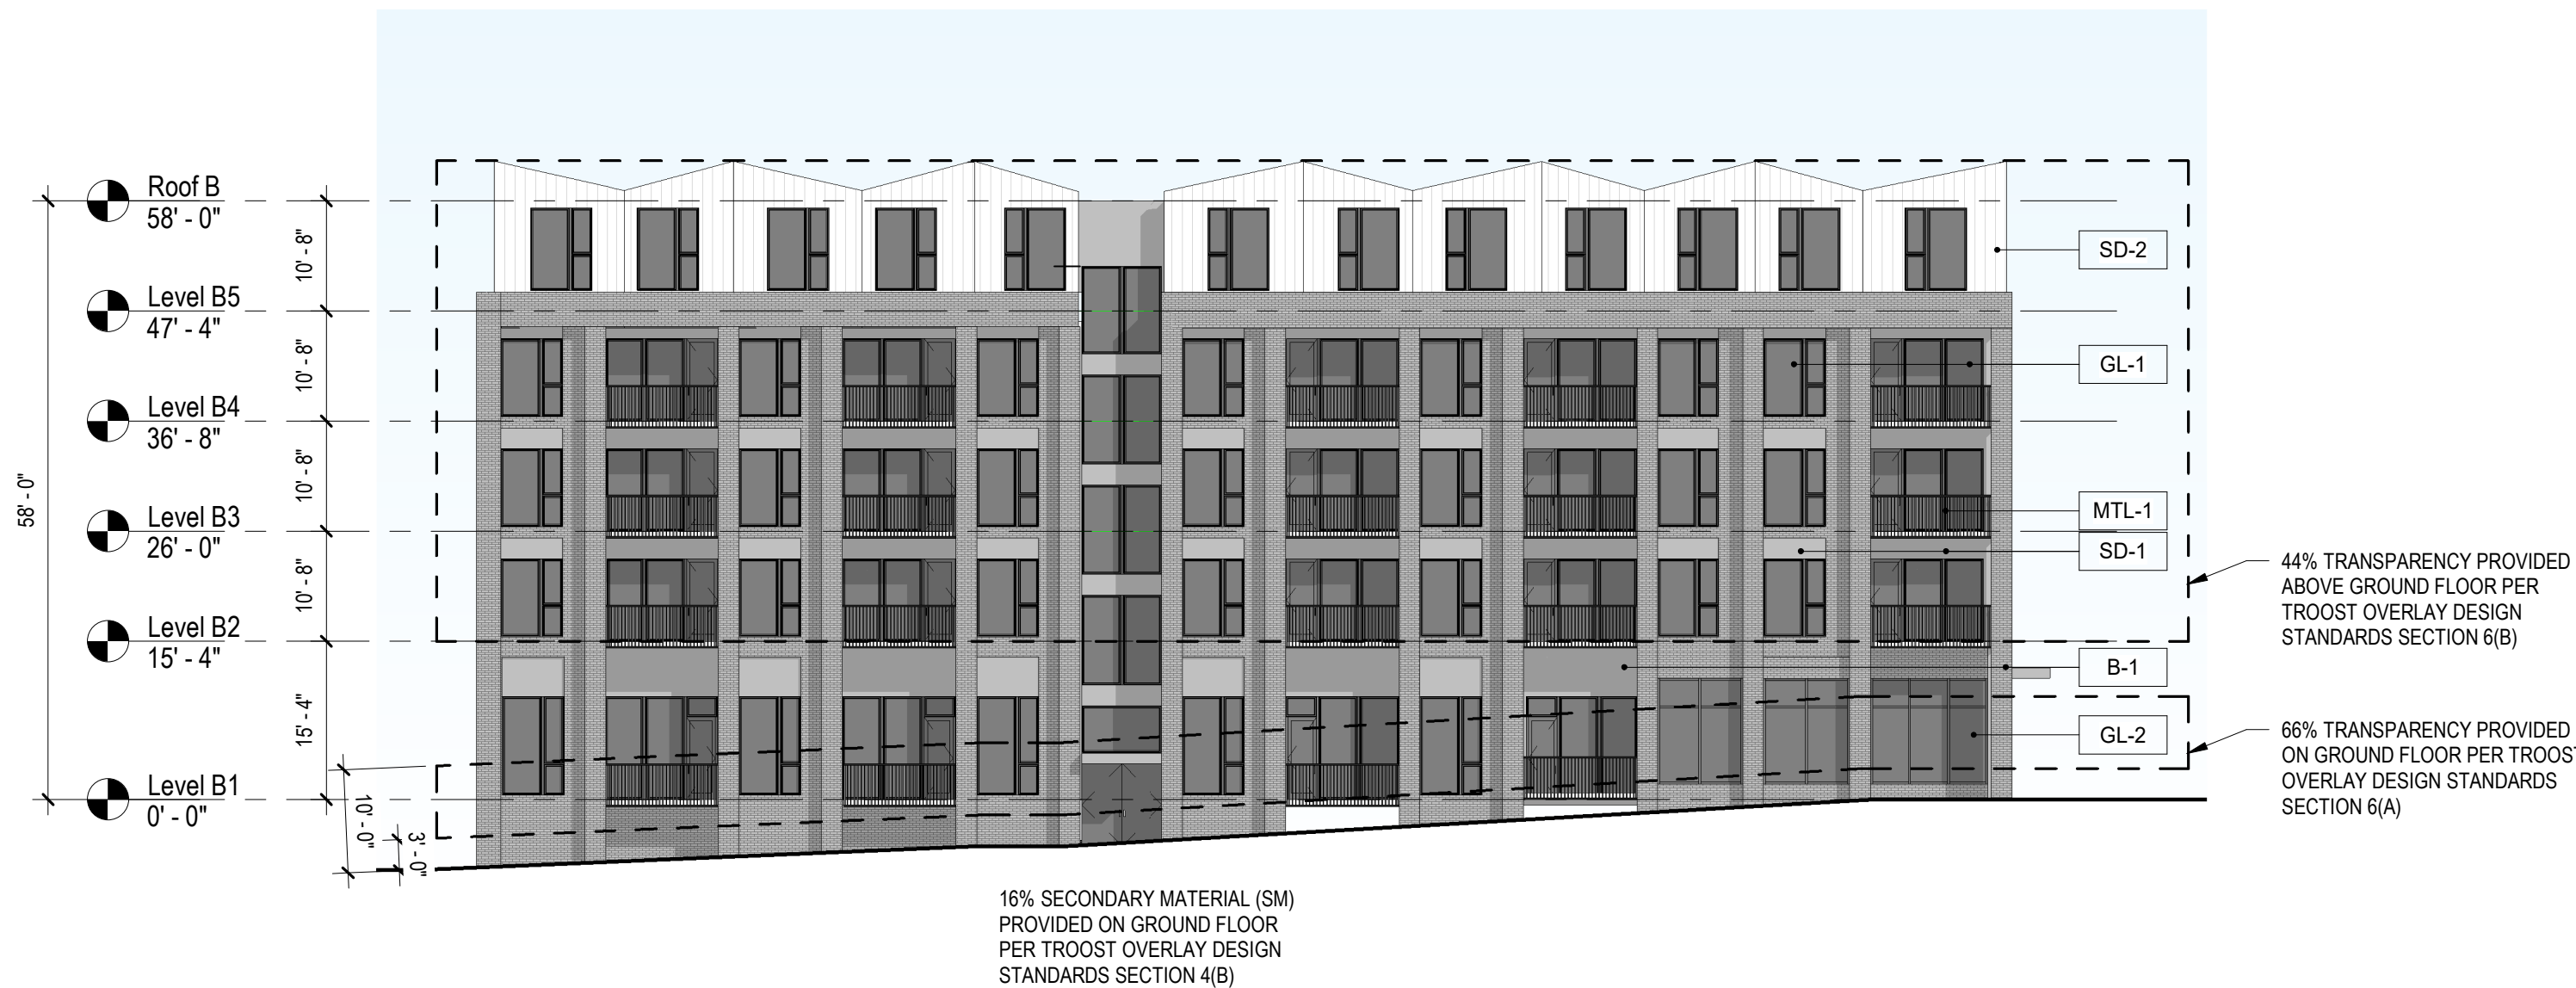 Roof B
58' - 0"
Level B5
47' - 4"
Level B4
36' - 8"
Level B3
26' - 0"
Level B2
15' - 4"
Level B1
0' - 0"
58' - 0"
10' - 8"
10' - 8"
10' - 8"
10' - 8"
15' - 4"
10' - 0"
3' - 0"
SD-2
GL-1
MTL-1
SD-1
B-1
GL-2
44% TRANSPARENCY PROVIDED
ABOVE GROUND FLOOR PER
TROOST OVERLAY DESIGN
STANDARDS SECTION 6(B)
66% TRANSPARENCY PROVIDED
ON GROUND FLOOR PER TROOST
OVERLAY DESIGN STANDARDS
SECTION 6(A)
16% SECONDARY MATERIAL (SM)
PROVIDED ON GROUND FLOOR
PER TROOST OVERLAY DESIGN
STANDARDS SECTION 4(B)